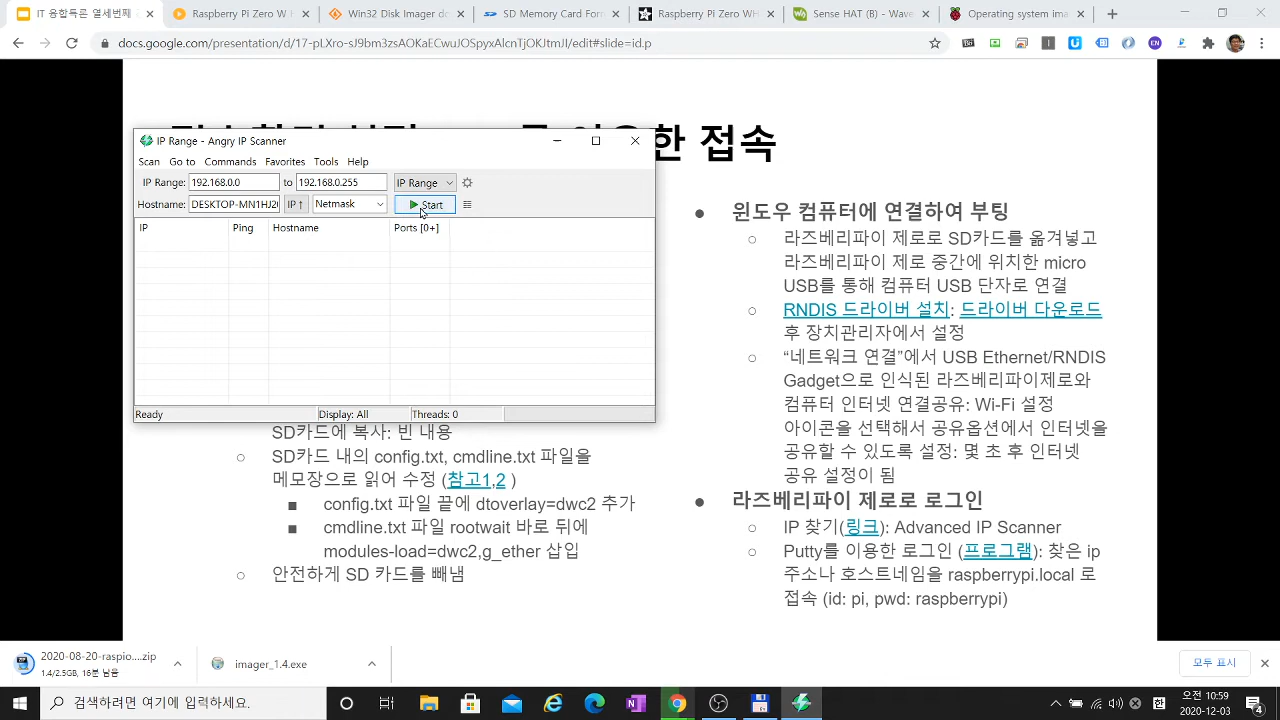 IT 융합특론 열세번째
Raspberry Pi Zero W
Win32 Disk Imager do
SD Memory Card For
Raspberry Pi Zero WH
Sense HAT (B) - Wave
Operating system ima
한 접속
IP Range - Angry IP Scanner
Scan Go to Commands Favorites Tools Help
IP Range: 192.168.0.0 to 192.168.0.255 IP Range
Hostname: DESKTOP-MN1HJ2 IP↑ Netmask Start
IP Ping Hostname Ports [0+]
Ready Display: All Threads: 0
SD카드에 복사: 빈 내용
○ SD카드 내의 config.txt, cmdline.txt 파일을
메모장으로 읽어 수정 (참고1,2 )
■ config.txt 파일 끝에 dtoverlay=dwc2 추가
■ cmdline.txt 파일 rootwait 바로 뒤에
modules-load=dwc2,g_ether 삽입
○ 안전하게 SD 카드를 빼냄
● 윈도우 컴퓨터에 연결하여 부팅
○ 라즈베리파이 제로로 SD카드를 옮겨넣고
라즈베리파이 제로 중간에 위치한 micro
USB를 통해 컴퓨터 USB 단자로 연결
○ RNDIS 드라이버 설치: 드라이버 다운로드
후 장치관리자에서 설정
○ “네트워크 연결”에서 USB Ethernet/RNDIS
Gadget으로 인식된 라즈베리파이제로와
컴퓨터 인터넷 연결공유: Wi-Fi 설정
아이콘을 선택해서 공유옵션에서 인터넷을
공유할 수 있도록 설정: 몇 초 후 인터넷
공유 설정이 됨
● 라즈베리파이 제로로 로그인
○ IP 찾기(링크): Advanced IP Scanner
○ Putty를 이용한 로그인 (프로그램): 찾은 ip
주소나 호스트네임을 raspberrypi.local 로
접속 (id: pi, pwd: raspberrypi)
2020-08-20-raspio....zip
1.4/2.5GB, 16분 남음
imager_1.4.exe
모두 표시
검색하려면 여기에 입력하십시오.
한
오전 10:59
2020-12-03
4